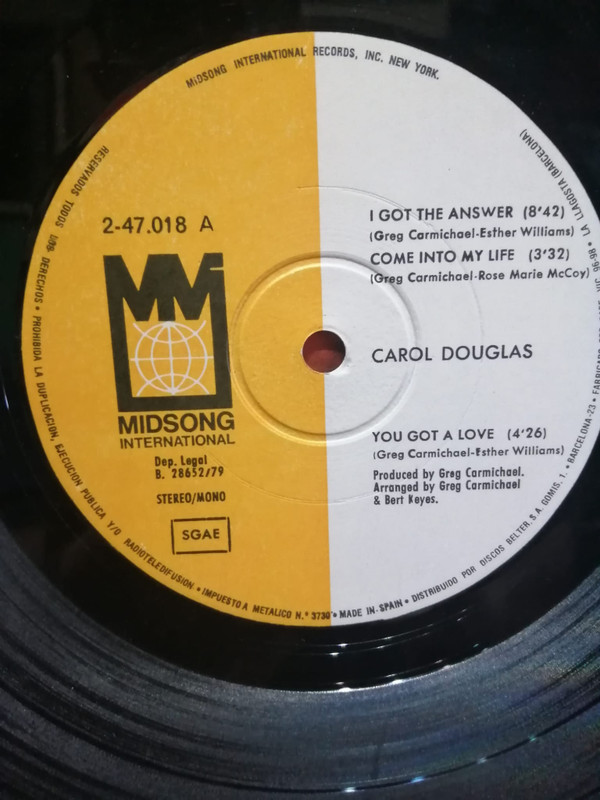 MIDSONG INTERNATIONAL RECORDS, INC. NEW YORK.
2-47.018 A
MIDSONG
INTERNATIONAL
Dep. Legal
B. 28652/79
STEREO/MONO
SGAE
I GOT THE ANSWER (8'42)
(Greg Carmichael-Esther Williams)
COME INTO MY LIFE (3'32)
(Greg Carmichael-Rose Marie McCoy)
CAROL DOUGLAS
YOU GOT A LOVE (4'26)
(Greg Carmichael-Esther Williams)
Produced by Greg Carmichael.
Arranged by Greg Carmichael
& Bert Keyes.
RESERVADOS TODOS LOS DERECHOS • PROHIBIDA LA DUPLICACION, EJECUCION PUBLICA Y/O RADIOTELEDIFUSION • IMPUESTO A METALICO N.º 3730 • MADE IN SPAIN • DISTRIBUIDO POR DISCOS BELTER, S.A. GOMIS, 1. • BARCELONA-23 • LA LLAGOSTA (BARCELONA)